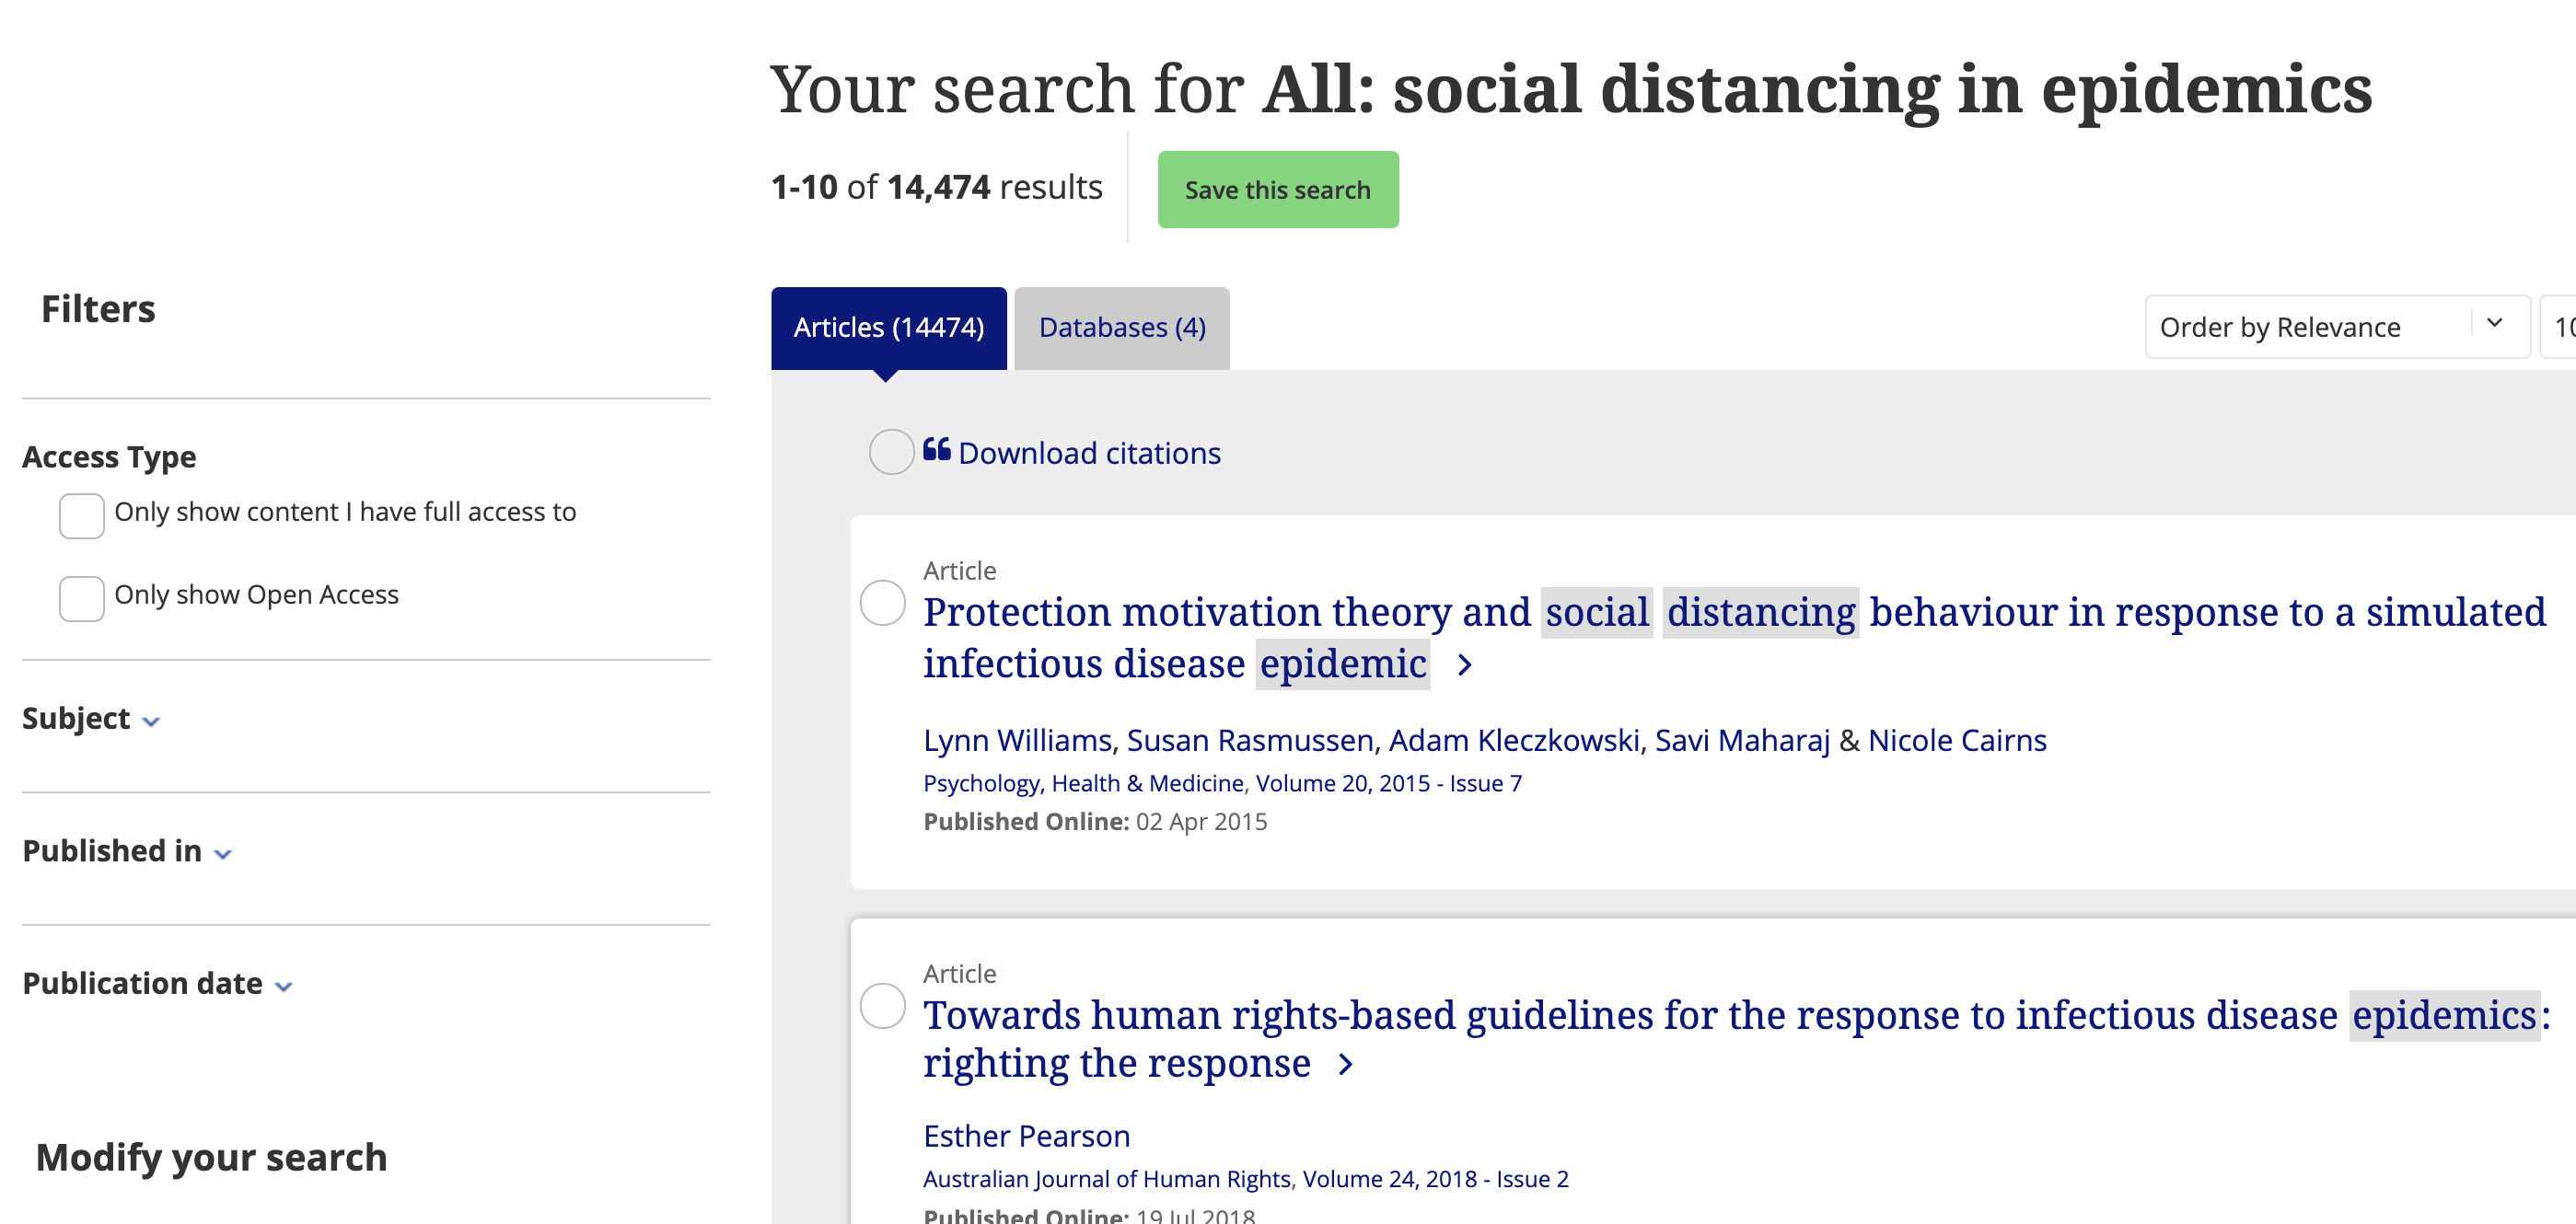 Your search for All: social distancing in epidemics
1-10 of 14,474 results
Save this search
Filters
Access Type
Only show content I have full access to
Only show Open Access
Subject
Published in
Publication date
Modify your search
Articles (14474)
Databases (4)
Order by Relevance
10
Download citations
Article
Protection motivation theory and social distancing behaviour in response to a simulated
infectious disease epidemic
Lynn Williams, Susan Rasmussen, Adam Kleczkowski, Savi Maharaj & Nicole Cairns
Psychology, Health & Medicine, Volume 20, 2015 - Issue 7
Published Online: 02 Apr 2015
Article
Towards human rights-based guidelines for the response to infectious disease epidemics:
righting the response
Esther Pearson
Australian Journal of Human Rights, Volume 24, 2018 - Issue 2
Published Online: 19 Jul 2018